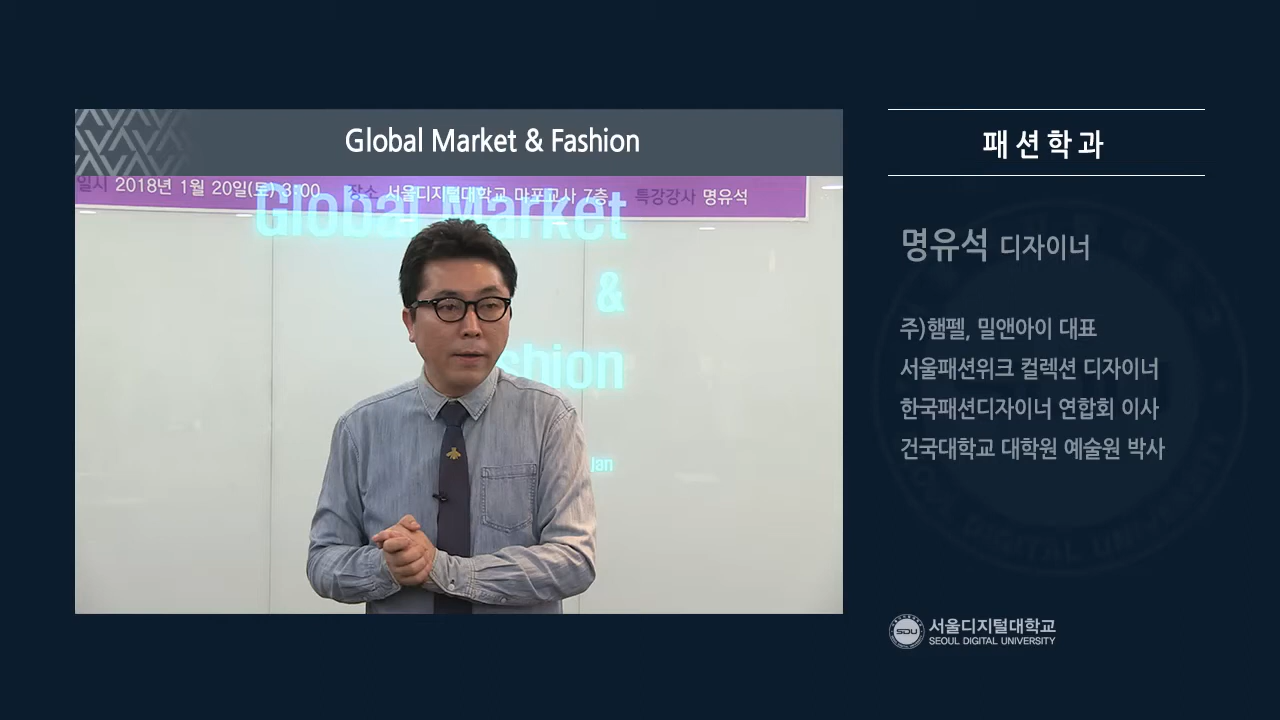 Global Market & Fashion
일시 2018년 1월 20일(토) 3:00 장소 서울디지털대학교 마포교사 7층 특강강사 명유석
Global Market
&
shion
Jan
패션학과
명유석 디자이너
주)햄펠, 밀앤아이 대표
서울패션위크 컬렉션 디자이너
한국패션디자이너 연합회 이사
건국대학교 대학원 예술원 박사
SDU 서울디지털대학교
SEOUL DIGITAL UNIVERSITY